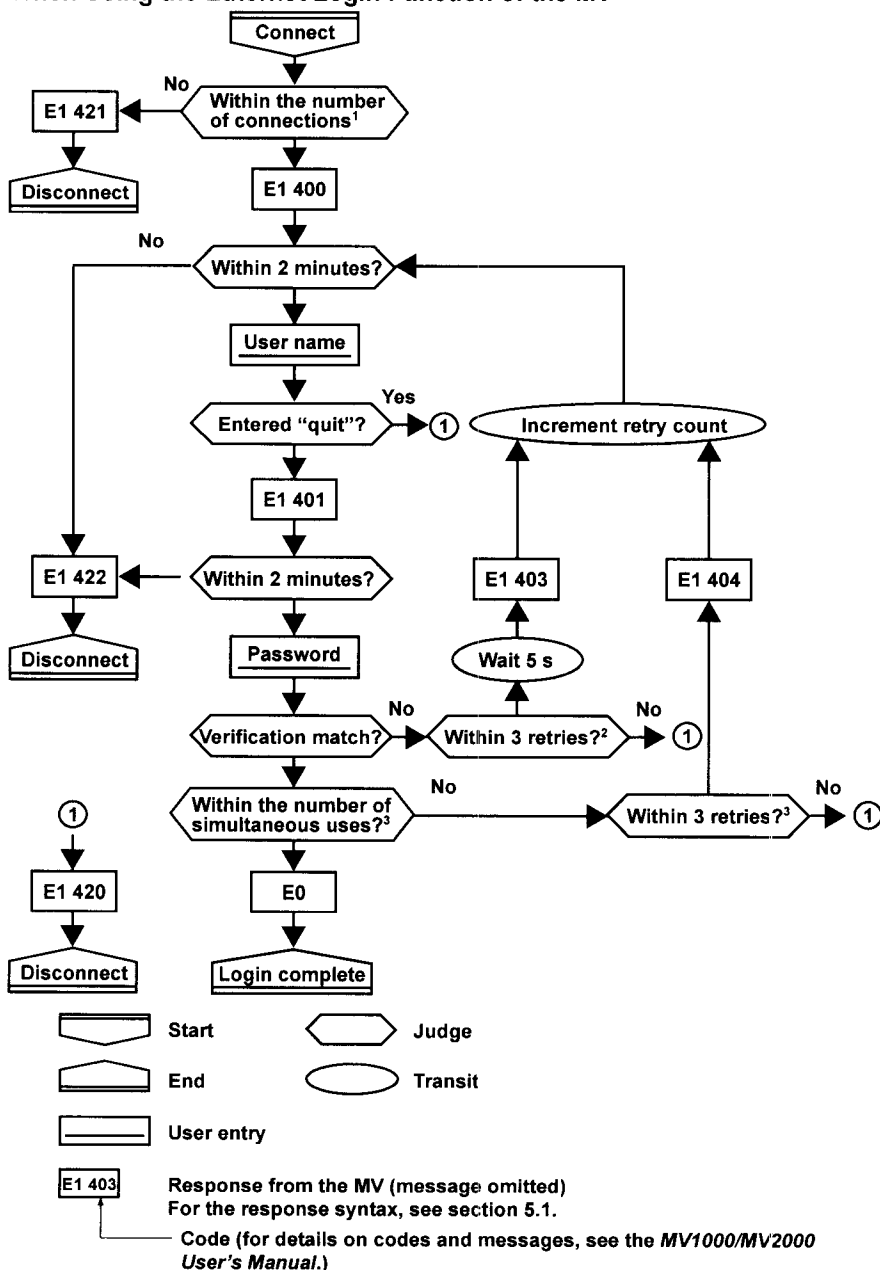 When Using the Ethernet Login Function of the MV
Connect
No
E1 421
Within the number
of connections1
Disconnect
E1 400
No
Within 2 minutes?
User name
Yes
Entered "quit"?
1
Increment retry count
E1 401
E1 422
Within 2 minutes?
E1 403
E1 404
Disconnect
Password
Wait 5 s
No
No
Verification match?
Within 3 retries?2
1
1
Within the number of
simultaneous uses?3
No
Within 3 retries?3
No
1
E1 420
E0
Disconnect
Login complete
Start
Judge
End
Transit
User entry
E1 403
Response from the MV (message omitted)
For the response syntax, see section 5.1.
Code (for details on codes and messages, see the MV1000/MV2000
User's Manual.)